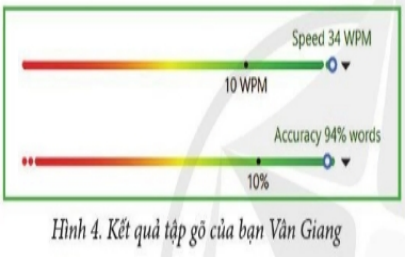 Speed 34 WPM
10 WPM
Accuracy 94% words
10%
Hình 4. Kết quả tập gõ của bạn Vân Giang